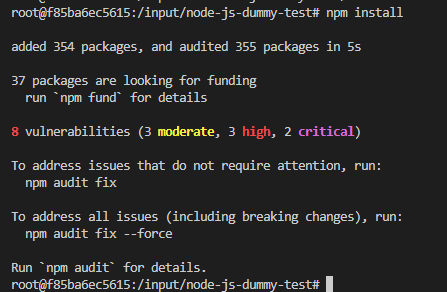 root@f85ba6ec5615:/input/node-js-dummy-test# npm install
added 354 packages, and audited 355 packages in 5s
37 packages are looking for funding
run `npm fund` for details
8 vulnerabilities (3 moderate, 3 high, 2 critical)
To address issues that do not require attention, run:
npm audit fix
To address all issues (including breaking changes), run:
npm audit fix --force
Run `npm audit` for details.
root@f85ba6ec5615:/input/node-js-dummy-test#